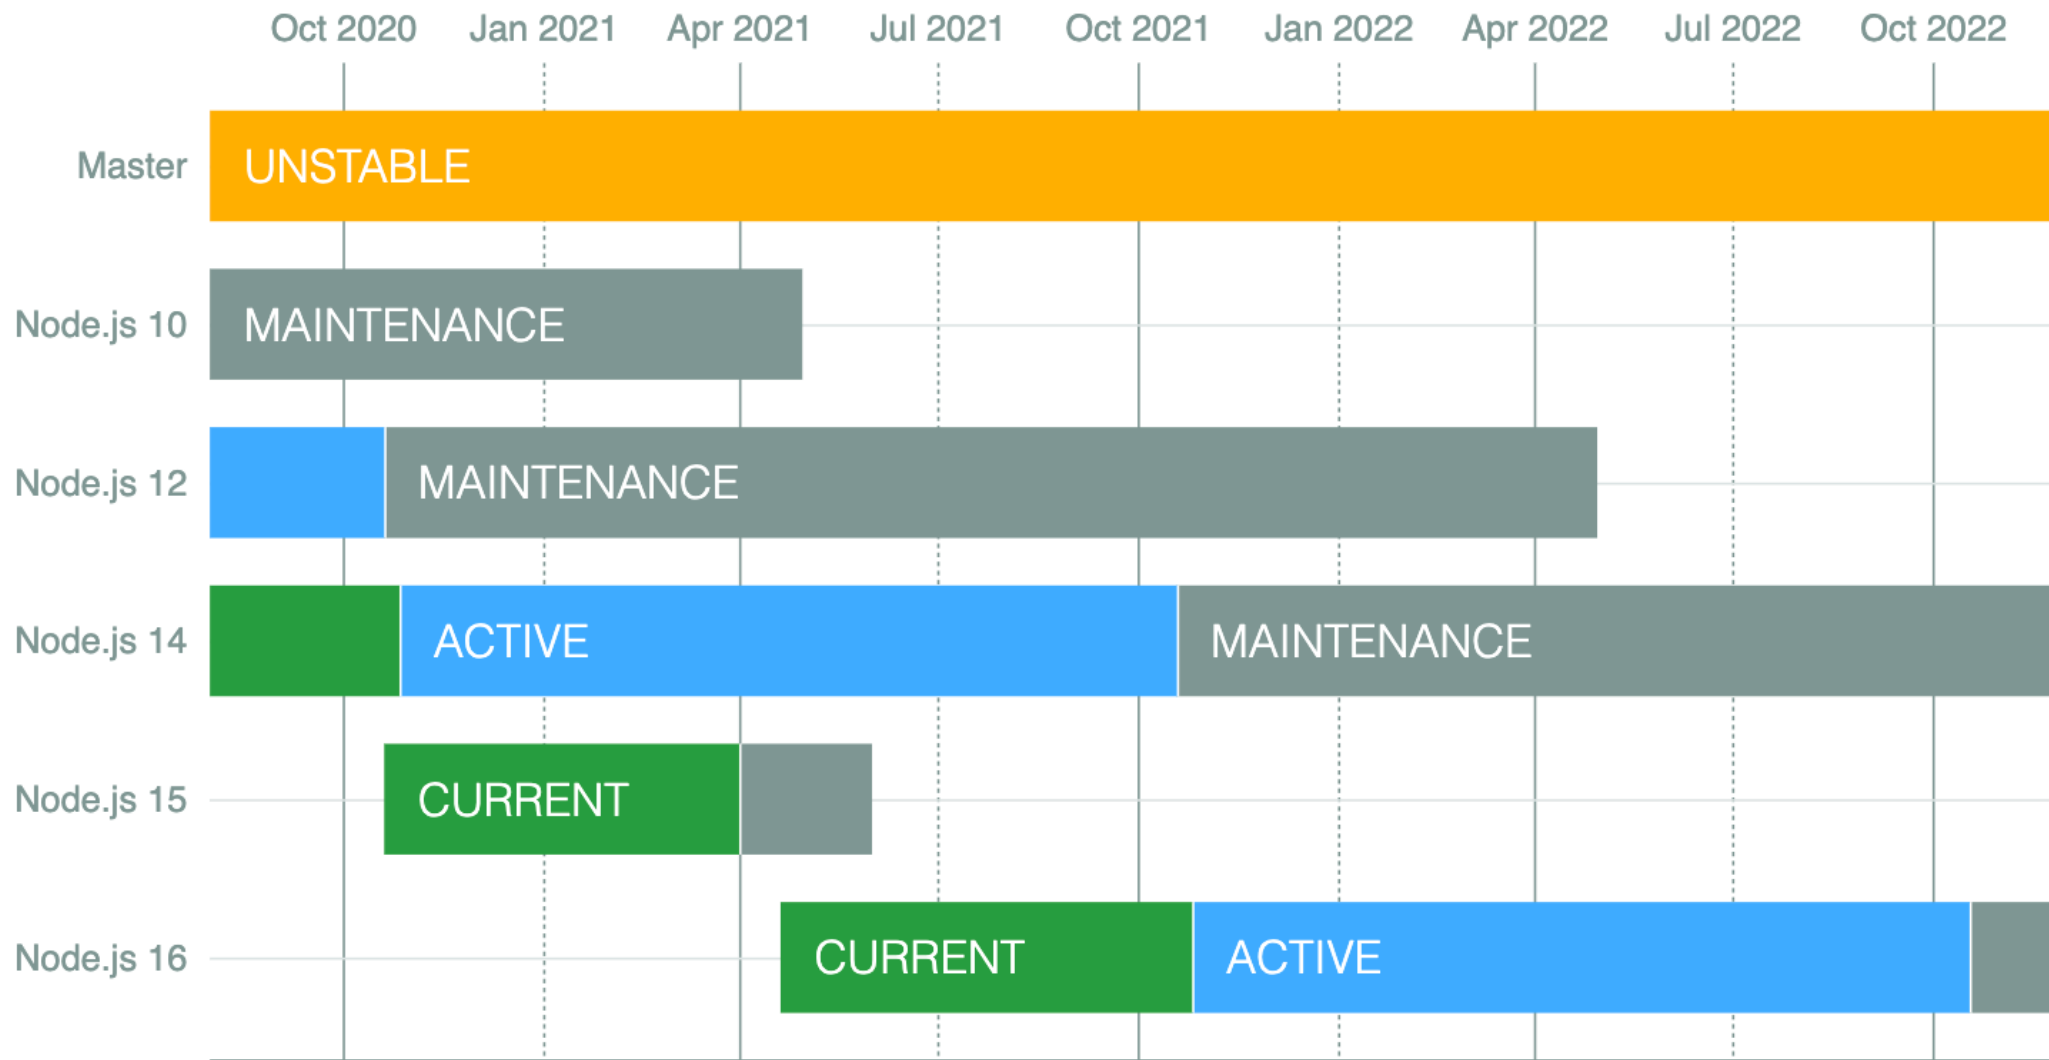 Oct 2020 Jan 2021 Apr 2021 Jul 2021 Oct 2021 Jan 2022 Apr 2022 Jul 2022 Oct 2022
Master UNSTABLE
Node.js 10 MAINTENANCE
Node.js 12 MAINTENANCE
Node.js 14 ACTIVE MAINTENANCE
Node.js 15 CURRENT
Node.js 16 CURRENT ACTIVE